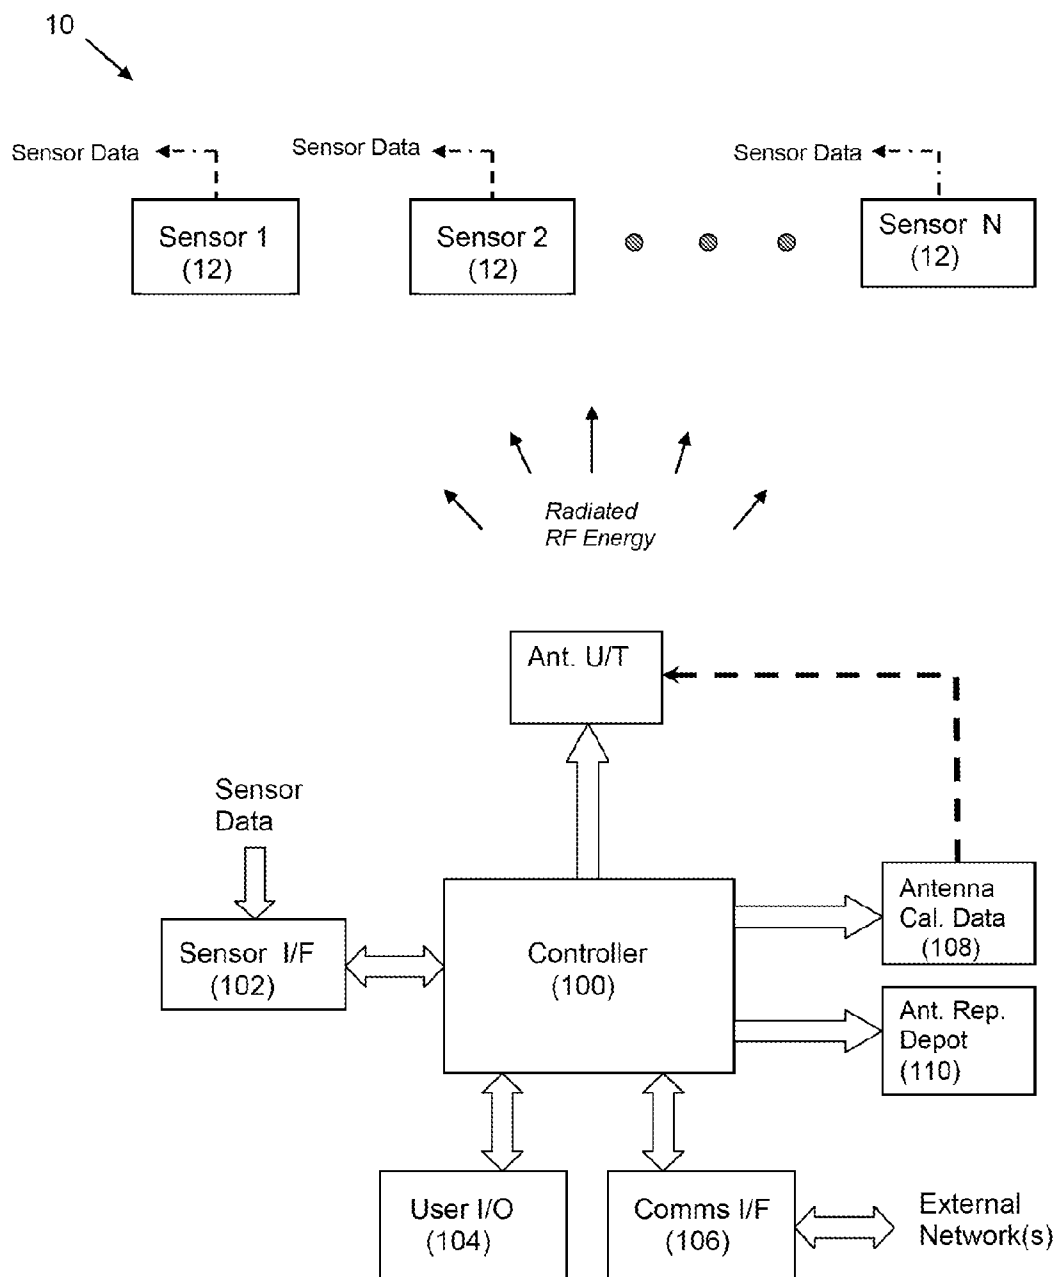 10
Sensor Data
Sensor Data
Sensor Data
Sensor 1
(12)
Sensor 2
(12)
Sensor N
(12)
Radiated
RF Energy
Ant. U/T
Sensor
Data
Sensor I/F
(102)
Controller
(100)
Antenna
Cal. Data
(108)
Ant. Rep.
Depot
(110)
User I/O
(104)
Comms I/F
(106)
External
Network(s)